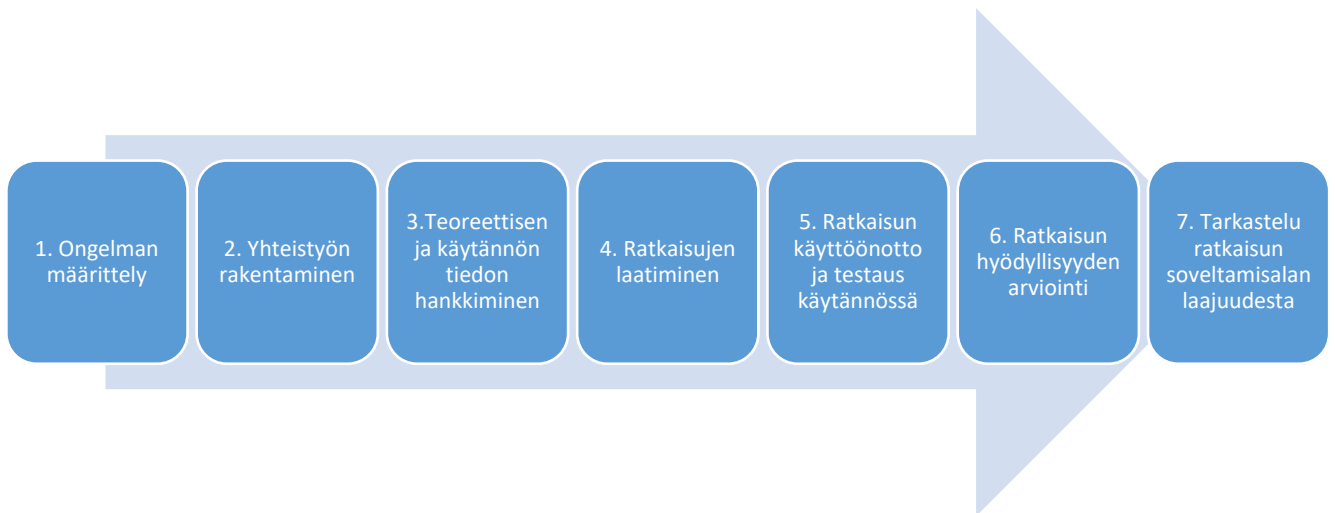 1. Ongelman
määrittely
2. Yhteistyön
rakentaminen
3.Teoreettisen
ja käytännön
tiedon
hankkiminen
4. Ratkaisujen
laatiminen
5. Ratkaisun
käyttöönotto
ja testaus
käytännössä
6. Ratkaisun
hyödyllisyyden
arviointi
7. Tarkastelu
ratkaisun
soveltamisalan
laajuudesta